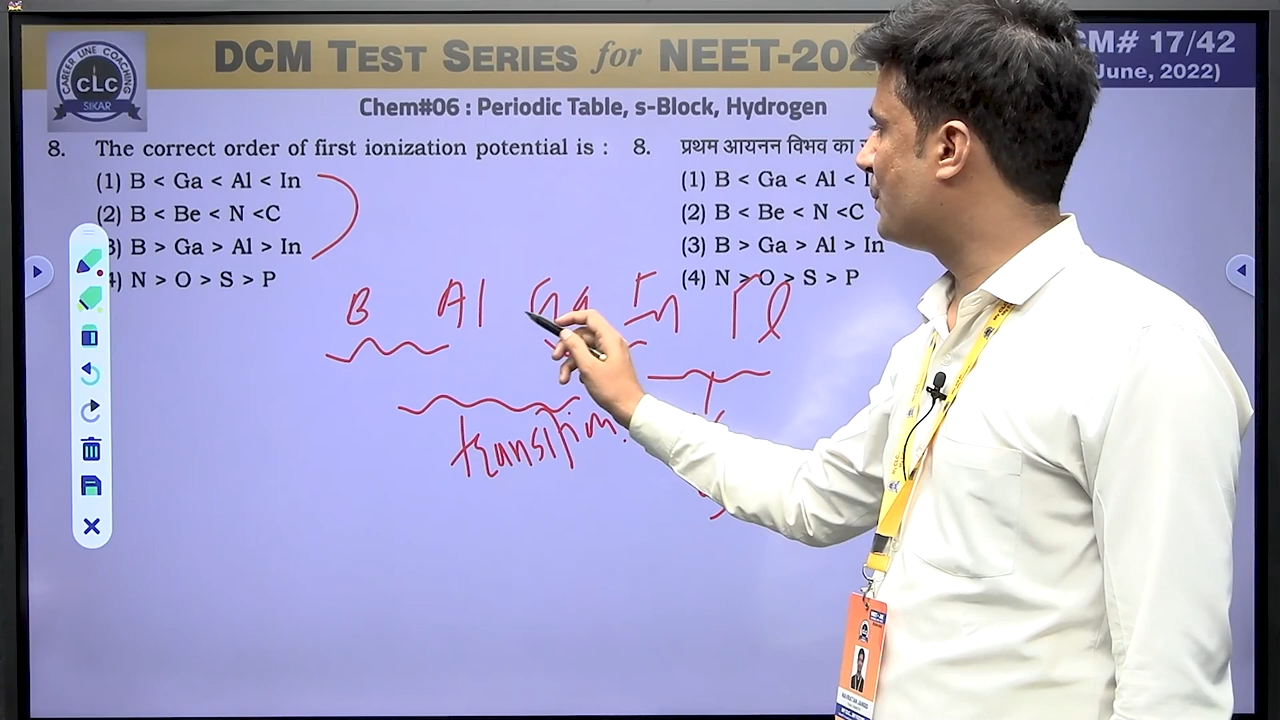 DCM TEST SERIES for NEET-202
CM# 17/42
June, 2022)
CAREER LINE COACHING
CLC
SIKAR
Chem#06 : Periodic Table, s-Block, Hydrogen
8. The correct order of first ionization potential is :
(1) B < Ga < Al < In
(2) B < Be < N <C
3) B > Ga > Al > In
4) N > O > S > P
8. प्रथम आयनन विभव का
(1) B < Ga < Al < I
(2) B < Be < N <C
(3) B > Ga > Al > In
(4) N > O > S > P
B Al Ga In Tl
transition